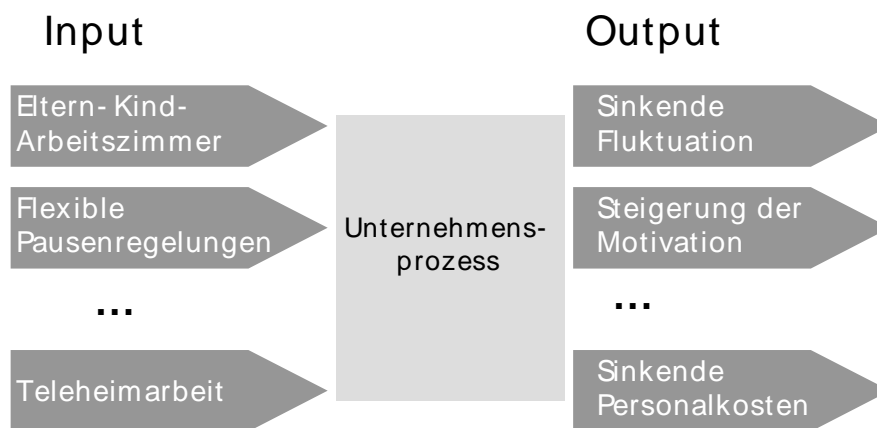 Input
Output
Eltern-Kind-
Arbeitszimmer
Flexible
Pausenregelungen
...
Teleheimarbeit
Unternehmens-
prozess
Sinkende
Fluktuation
Steigerung der
Motivation
...
Sinkende
Personalkosten